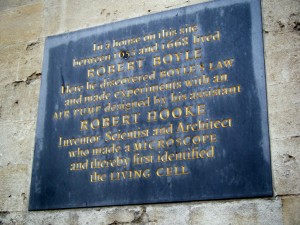 In a house on this site
between 1655 and 1668 lived
ROBERT BOYLE
Here he discovered BOYLE'S LAW
and made experiments with an
AIR PUMP designed by his assistant
ROBERT HOOKE
Inventor Scientist and Architect
who made a MICROSCOPE
and thereby first identified
the LIVING CELL